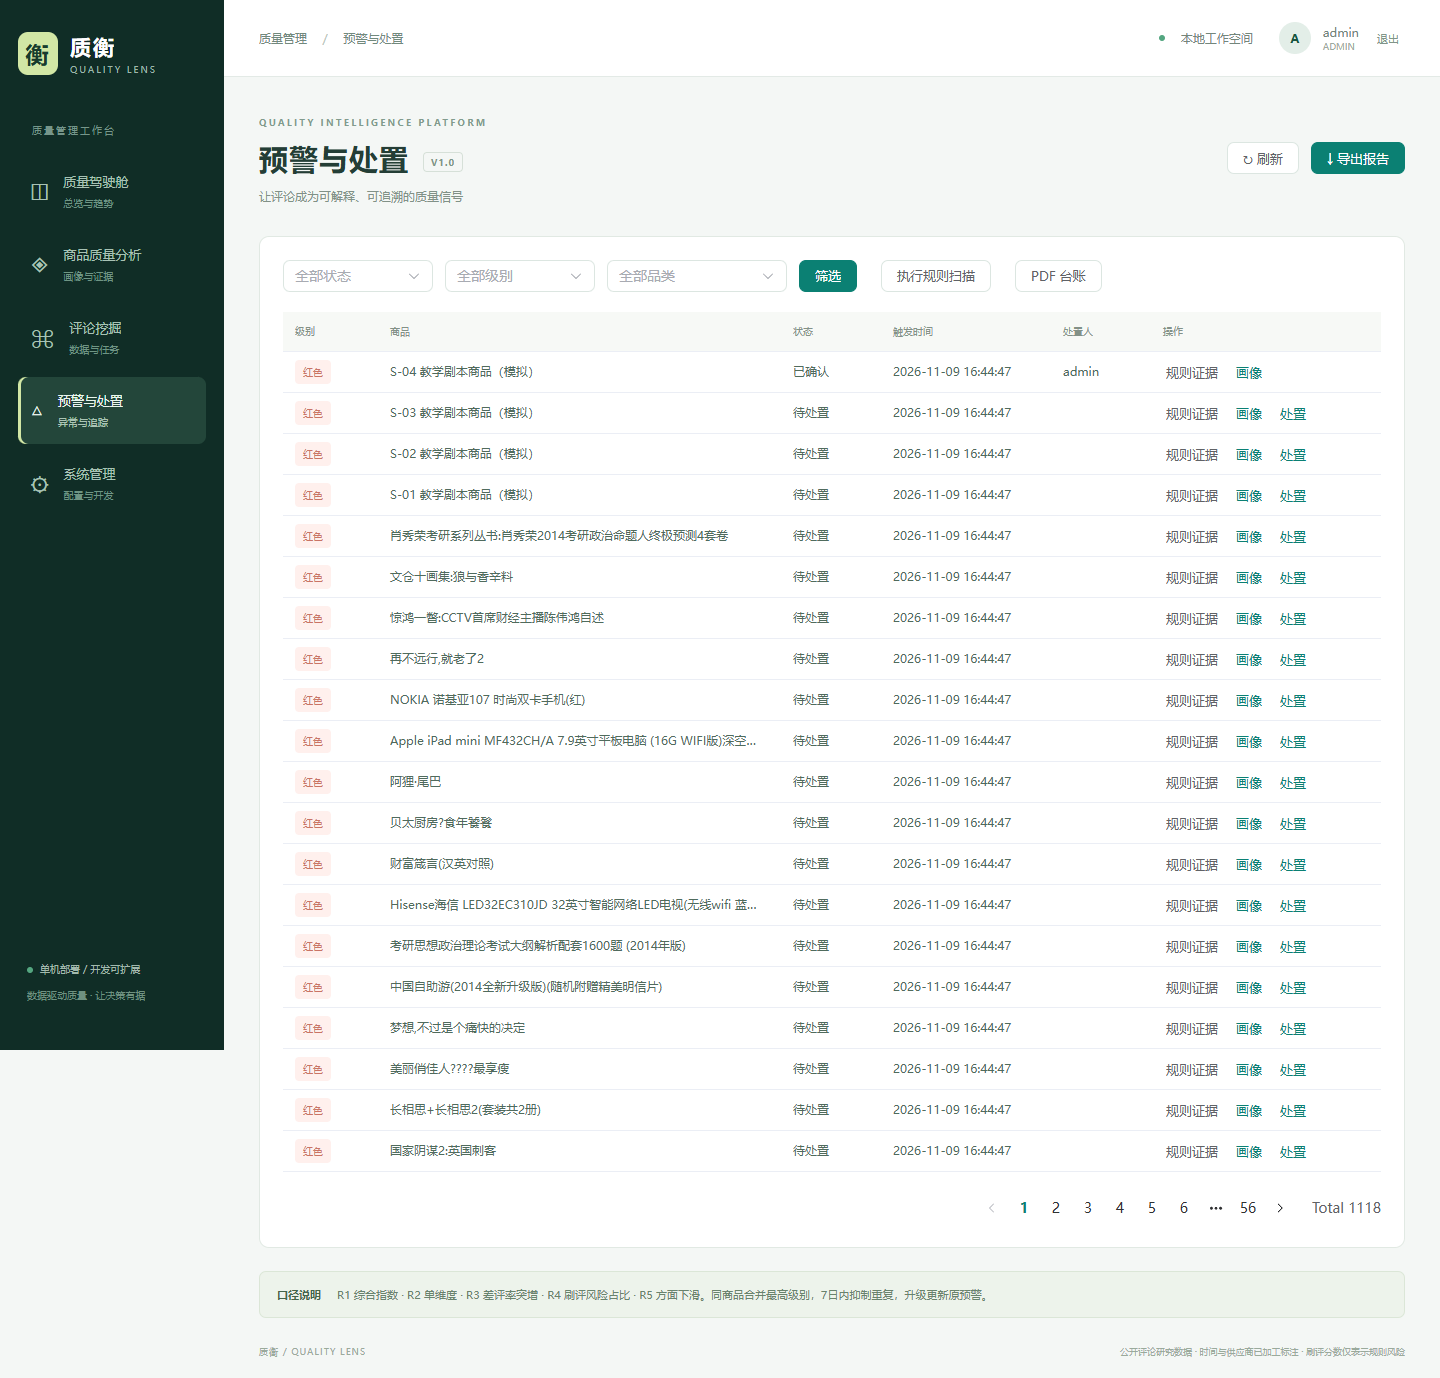 衡 质衡
QUALITY LENS
质量管理工作台
质量驾驶舱
总览与趋势
商品质量分析
画像与证据
评论挖掘
数据与任务
预警与处置
异常与追踪
系统管理
配置与开发
单机部署 / 开发可扩展
数据驱动质量 · 让决策有据
质量管理 / 预警与处置
本地工作空间 A admin ADMIN 退出
QUALITY INTELLIGENCE PLATFORM
预警与处置 V1.0
让评论成为可解释、可追溯的质量信号
↻ 刷新 ↓ 导出报告
全部状态 全部级别 全部品类 筛选 执行规则扫描 PDF 台账
级别 商品 状态 触发时间 处置人 操作
红色 S-04 教学剧本商品（模拟） 已确认 2026-11-09 16:44:47 admin 规则证据 画像
红色 S-03 教学剧本商品（模拟） 待处置 2026-11-09 16:44:47 规则证据 画像 处置
红色 S-02 教学剧本商品（模拟） 待处置 2026-11-09 16:44:47 规则证据 画像 处置
红色 S-01 教学剧本商品（模拟） 待处置 2026-11-09 16:44:47 规则证据 画像 处置
红色 肖秀荣考研系列丛书:肖秀荣2014考研政治命题人终极预测4套卷 待处置 2026-11-09 16:44:47 规则证据 画像 处置
红色 文仓十画集:狼与香辛料 待处置 2026-11-09 16:44:47 规则证据 画像 处置
红色 惊鸿一瞥:CCTV首席财经主播陈伟鸿自述 待处置 2026-11-09 16:44:47 规则证据 画像 处置
红色 再不远行,就老了2 待处置 2026-11-09 16:44:47 规则证据 画像 处置
红色 NOKIA 诺基亚107 时尚双卡手机(红) 待处置 2026-11-09 16:44:47 规则证据 画像 处置
红色 Apple iPad mini MF432CH/A 7.9英寸平板电脑 (16G WIFI版)深空... 待处置 2026-11-09 16:44:47 规则证据 画像 处置
红色 阿狸·尾巴 待处置 2026-11-09 16:44:47 规则证据 画像 处置
红色 贝太厨房?食年饕餮 待处置 2026-11-09 16:44:47 规则证据 画像 处置
红色 财富箴言(汉英对照) 待处置 2026-11-09 16:44:47 规则证据 画像 处置
红色 Hisense海信 LED32EC310JD 32英寸智能网络LED电视(无线wifi 蓝... 待处置 2026-11-09 16:44:47 规则证据 画像 处置
红色 考研思想政治理论考试大纲解析配套1600题 (2014年版) 待处置 2026-11-09 16:44:47 规则证据 画像 处置
红色 中国自助游(2014全新升级版)(随机附赠精美明信片) 待处置 2026-11-09 16:44:47 规则证据 画像 处置
红色 梦想,不过是个痛快的决定 待处置 2026-11-09 16:44:47 规则证据 画像 处置
红色 美丽俏佳人????最享瘦 待处置 2026-11-09 16:44:47 规则证据 画像 处置
红色 长相思+长相思2(套装共2册) 待处置 2026-11-09 16:44:47 规则证据 画像 处置
红色 国家阴谋2:英国刺客 待处置 2026-11-09 16:44:47 规则证据 画像 处置
1 2 3 4 5 6 ••• 56 Total 1118
口径说明 R1 综合指数 · R2 单维度 · R3 差评率突增 · R4 刷评风险占比 · R5 方面下滑。同商品合并最高级别，7日内抑制重复，升级更新原预警。
质衡 / QUALITY LENS
公开评论研究数据 · 时间与供应商已加工标注 · 刷评分数仅表示规则风险